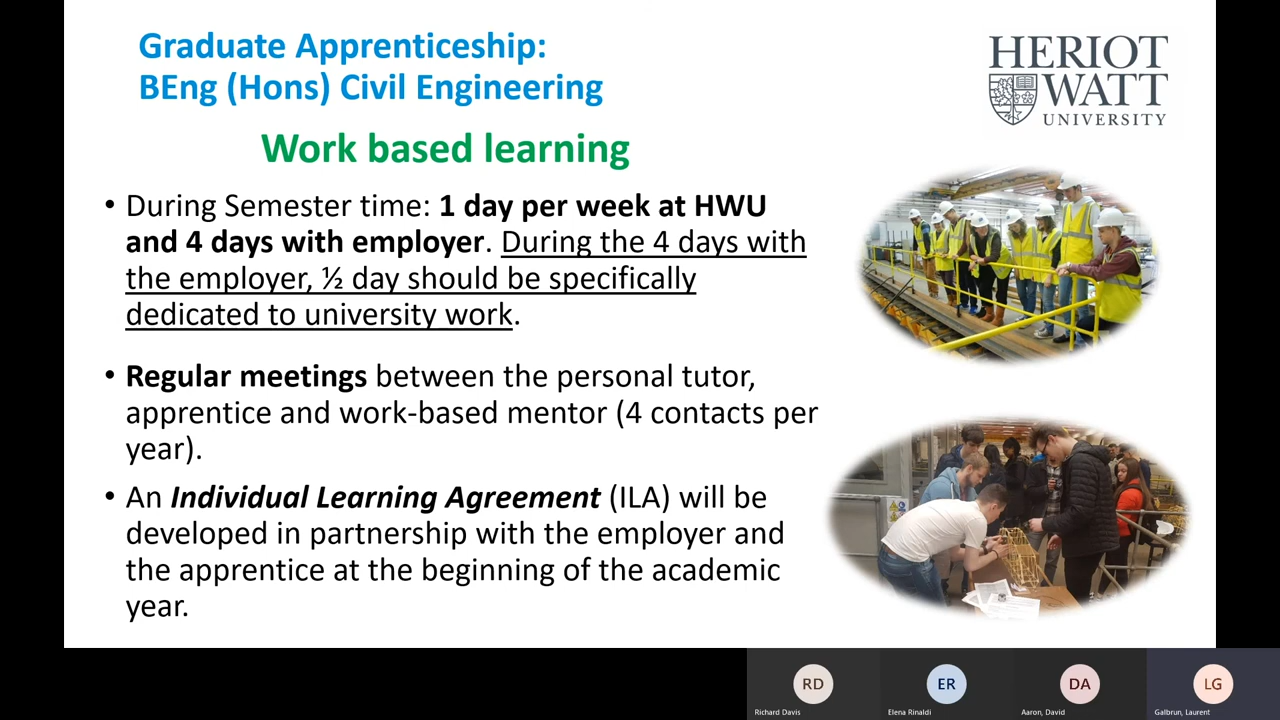 Graduate Apprenticeship:
BEng (Hons) Civil Engineering
HERIOT
WATT
UNIVERSITY
Work based learning
• During Semester time: 1 day per week at HWU
and 4 days with employer. During the 4 days with
the employer, ½ day should be specifically
dedicated to university work.
• Regular meetings between the personal tutor,
apprentice and work-based mentor (4 contacts per
year).
• An Individual Learning Agreement (ILA) will be
developed in partnership with the employer and
the apprentice at the beginning of the academic
year.
RD
Richard Davis
ER
Elena Rinaldi
DA
Aaron, David
LG
Galbrun, Laurent